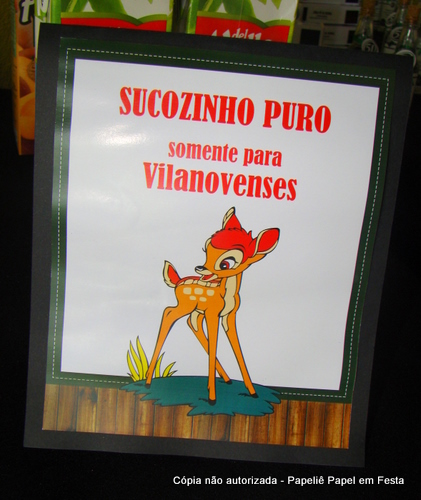 SUCOZINHO PURO
somente para
Vilanovenses
Cópia não autorizada - Papeliê Papel em Festa